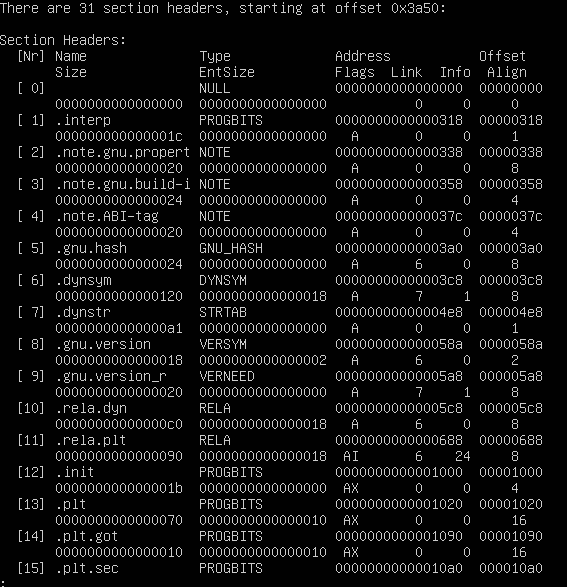 There are 31 section headers, starting at offset 0x3a50:

Section Headers:
  [Nr] Name              Type             Address           Offset
       Size              EntSize          Flags  Link  Info  Align
  [ 0]                   NULL             0000000000000000  00000000
       0000000000000000  0000000000000000           0     0     0
  [ 1] .interp           PROGBITS         0000000000000318  00000318
       000000000000001c  0000000000000000   A       0     0     1
  [ 2] .note.gnu.propert NOTE             0000000000000338  00000338
       0000000000000020  0000000000000000   A       0     0     8
  [ 3] .note.gnu.build-i NOTE             0000000000000358  00000358
       0000000000000024  0000000000000000   A       0     0     4
  [ 4] .note.ABI-tag     NOTE             000000000000037c  0000037c
       0000000000000020  0000000000000000   A       0     0     4
  [ 5] .gnu.hash         GNU_HASH         00000000000003a0  000003a0
       0000000000000024  0000000000000000   A       6     0     8
  [ 6] .dynsym           DYNSYM           00000000000003c8  000003c8
       0000000000000120  0000000000000018   A       7     1     8
  [ 7] .dynstr           STRTAB           00000000000004e8  000004e8
       00000000000000a1  0000000000000000   A       0     0     1
  [ 8] .gnu.version      VERSYM           000000000000058a  0000058a
       0000000000000018  0000000000000002   A       6     0     2
  [ 9] .gnu.version_r    VERNEED          00000000000005a8  000005a8
       0000000000000020  0000000000000000   A       7     1     8
  [10] .rela.dyn         RELA             00000000000005c8  000005c8
       00000000000000c0  0000000000000018   A       6     0     8
  [11] .rela.plt         RELA             0000000000000688  00000688
       0000000000000090  0000000000000018  AI       6    24     8
  [12] .init             PROGBITS         0000000000001000  00001000
       000000000000001b  0000000000000000  AX       0     0     4
  [13] .plt              PROGBITS         0000000000001020  00001020
       0000000000000070  0000000000000010  AX       0     0     16
  [14] .plt.got          PROGBITS         0000000000001090  00001090
       0000000000000010  0000000000000010  AX       0     0     16
  [15] .plt.sec          PROGBITS         00000000000010a0  000010a0
: